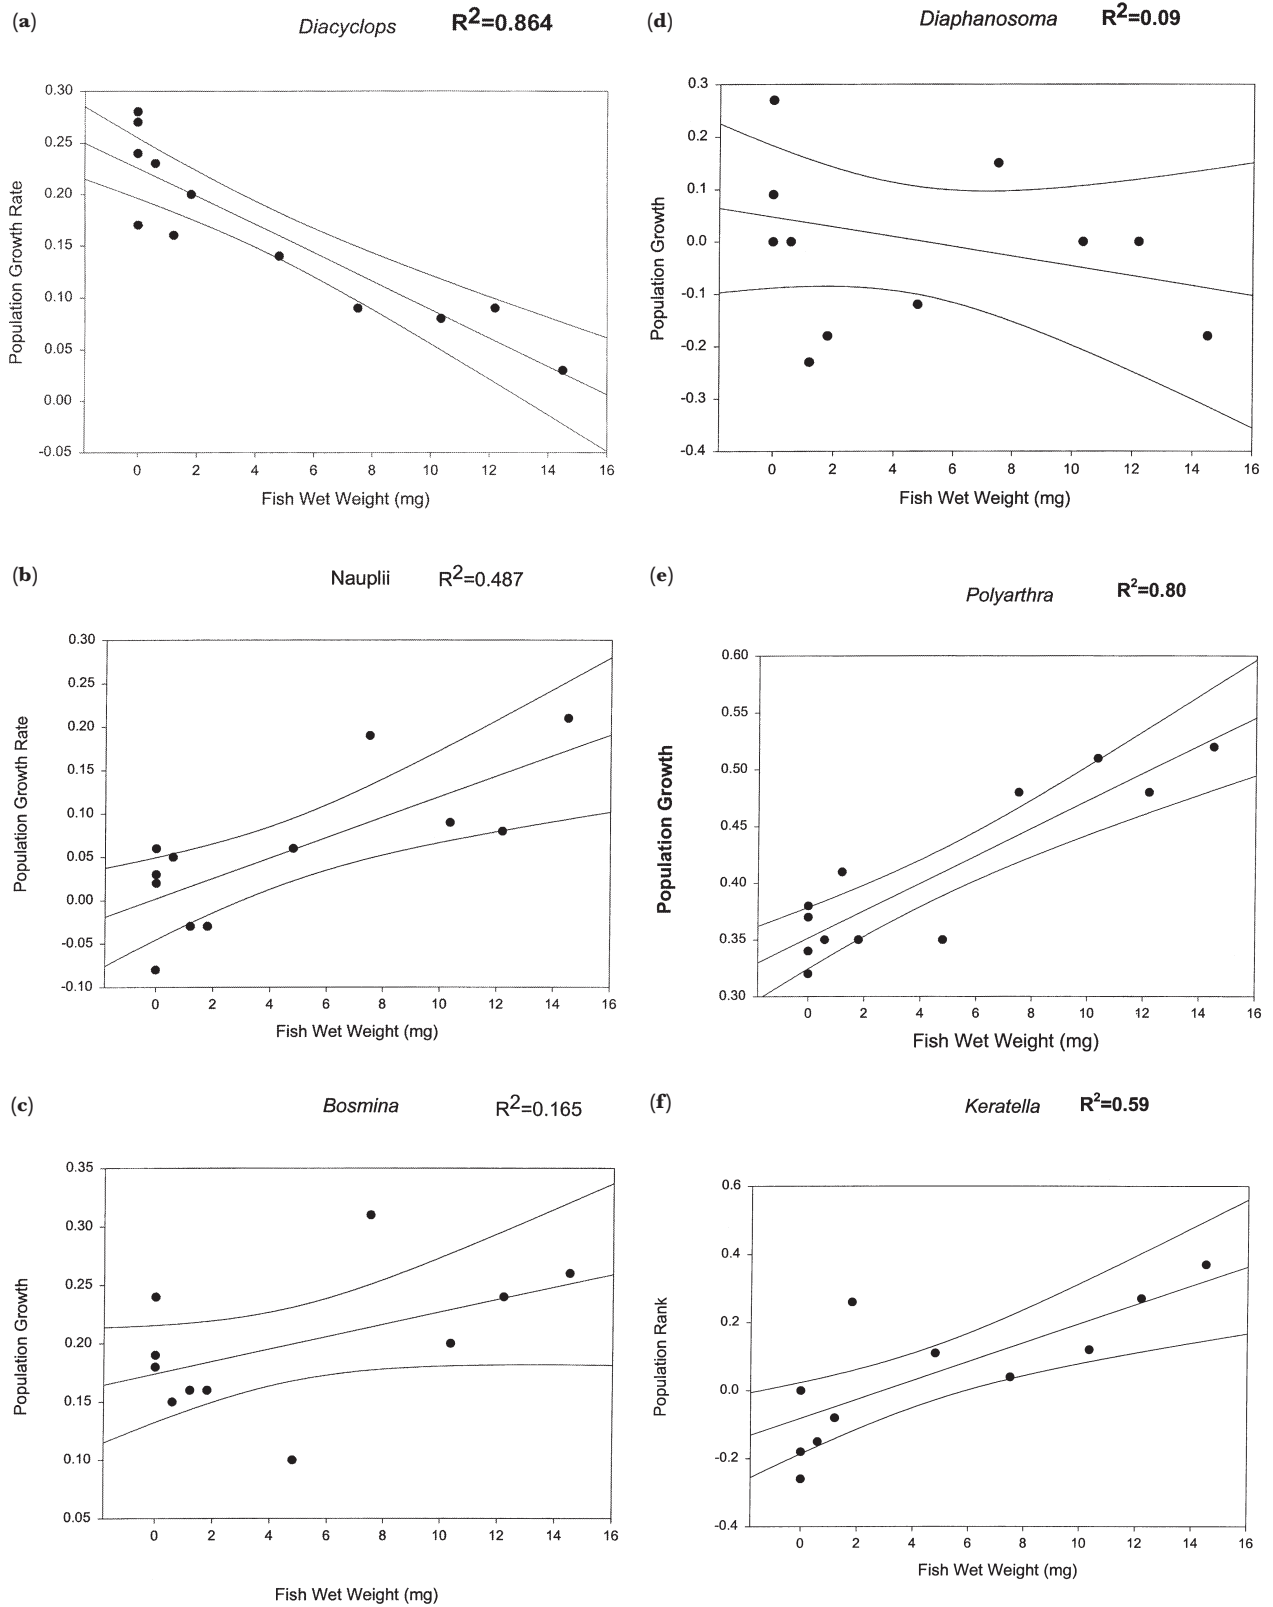 (a)
Diacyclops R2=0.864
0.30
0.25
0.20
0.15
0.10
0.05
0.00
-0.05
Population Growth Rate
0 2 4 6 8 10 12 14 16
Fish Wet Weight (mg)
(b)
Nauplii R2=0.487
0.30
0.25
0.20
0.15
0.10
0.05
0.00
-0.05
-0.10
Population Growth Rate
0 2 4 6 8 10 12 14 16
Fish Wet Weight (mg)
(c)
Bosmina R2=0.165
0.35
0.30
0.25
0.20
0.15
0.10
0.05
Population Growth
0 2 4 6 8 10 12 14 16
Fish Wet Weight (mg)
(d)
Diaphanosoma R2=0.09
0.3
0.2
0.1
0.0
-0.1
-0.2
-0.3
-0.4
Population Growth
0 2 4 6 8 10 12 14 16
Fish Wet Weight (mg)
(e)
Polyarthra R2=0.80
0.60
0.55
0.50
0.45
0.40
0.35
0.30
Population Growth
0 2 4 6 8 10 12 14 16
Fish Wet Weight (mg)
(f)
Keratella R2=0.59
0.6
0.4
0.2
0.0
-0.2
-0.4
Population Rank
0 2 4 6 8 10 12 14 16
Fish Wet Weight (mg)